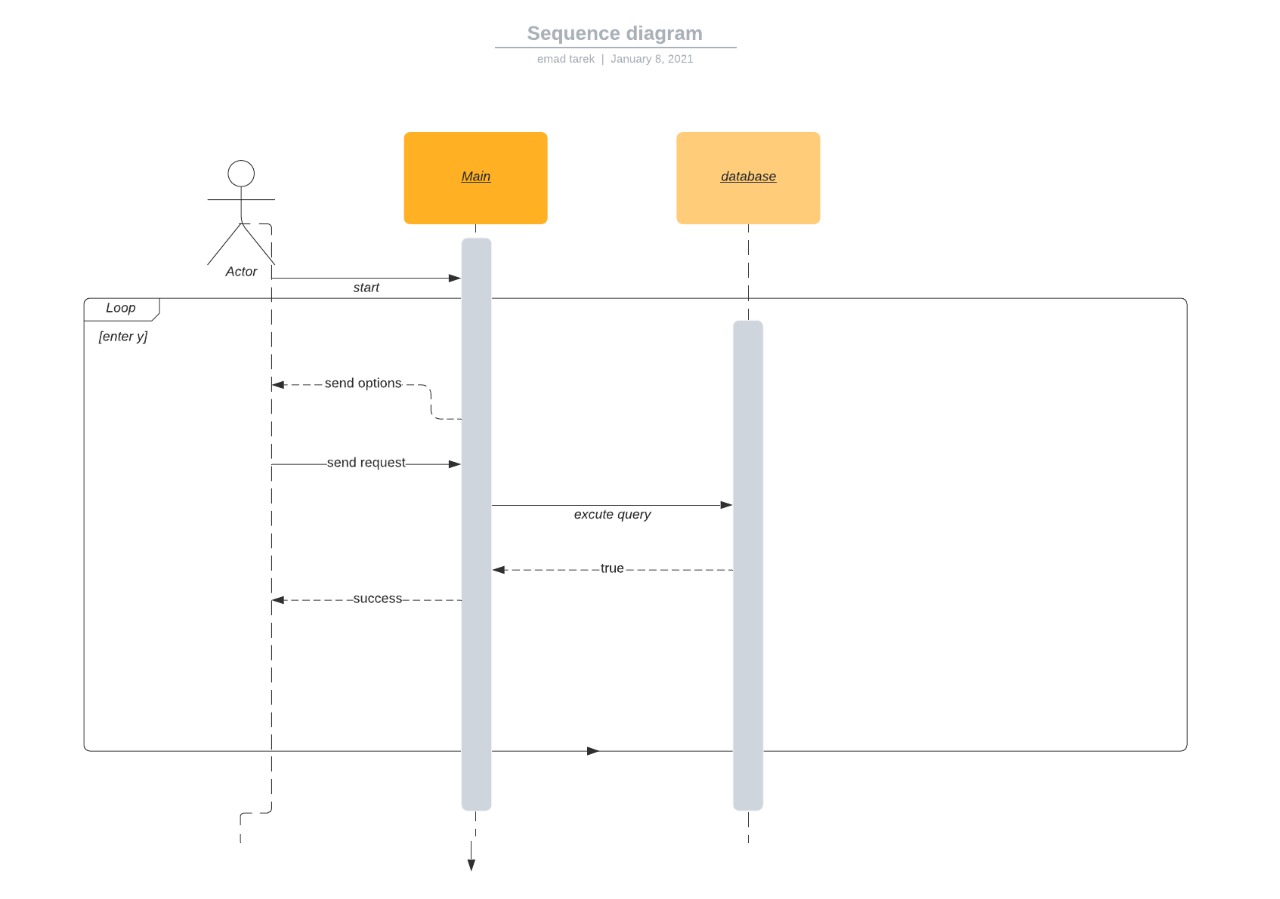 Sequence diagram
emad tarek | January 8, 2021
Main
database
Actor
start
Loop
[enter y]
send options
send request
excute query
true
success